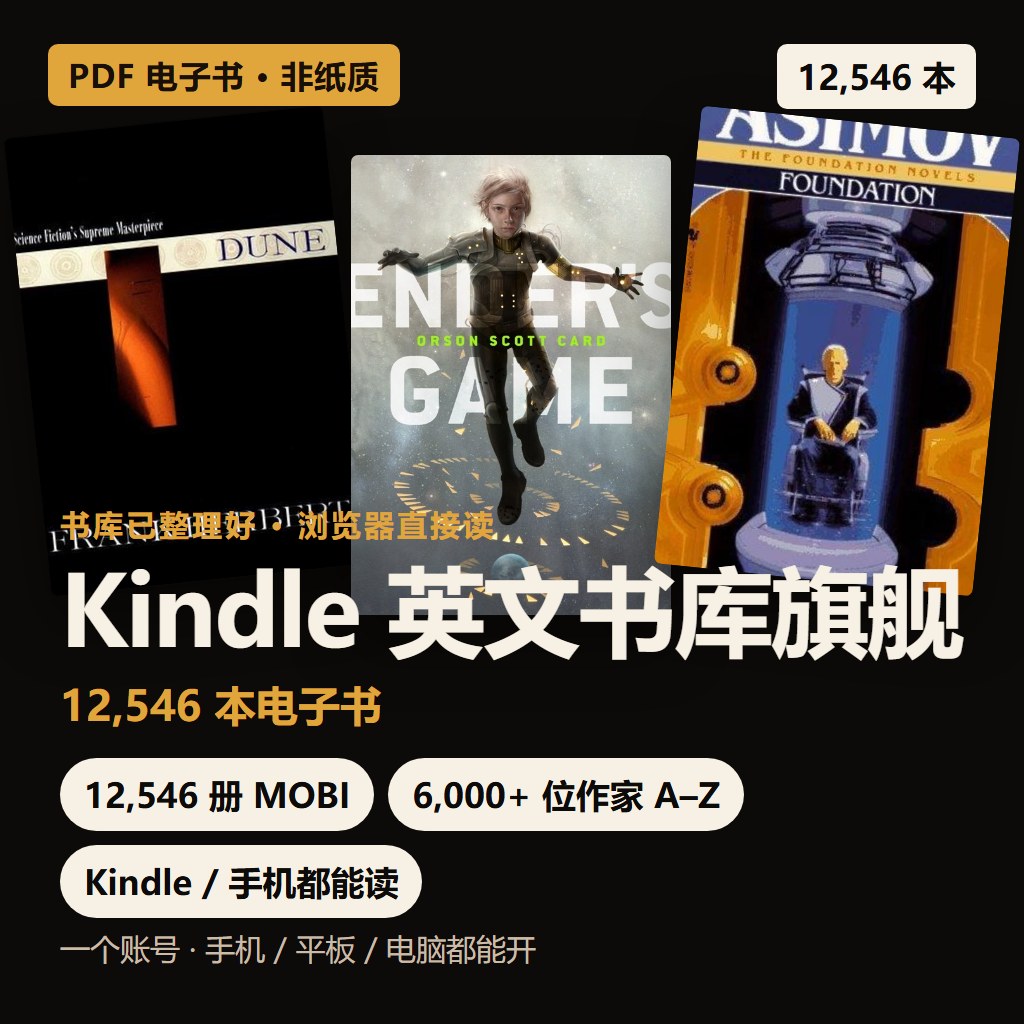 PDF 电子书 · 非纸质
12,546 本
Science Fiction's Supreme Masterpiece
DUNE
FRANK HERBERT
ENDER'S
ORSON SCOTT CARD
GAME
ASIMOV
THE FOUNDATION NOVELS
FOUNDATION
书库已整理好 · 浏览器直接读
Kindle 英文书库旗舰
12,546 本电子书
12,546 册 MOBI
6,000+ 位作家 A–Z
Kindle / 手机都能读
一个账号 · 手机 / 平板 / 电脑都能开